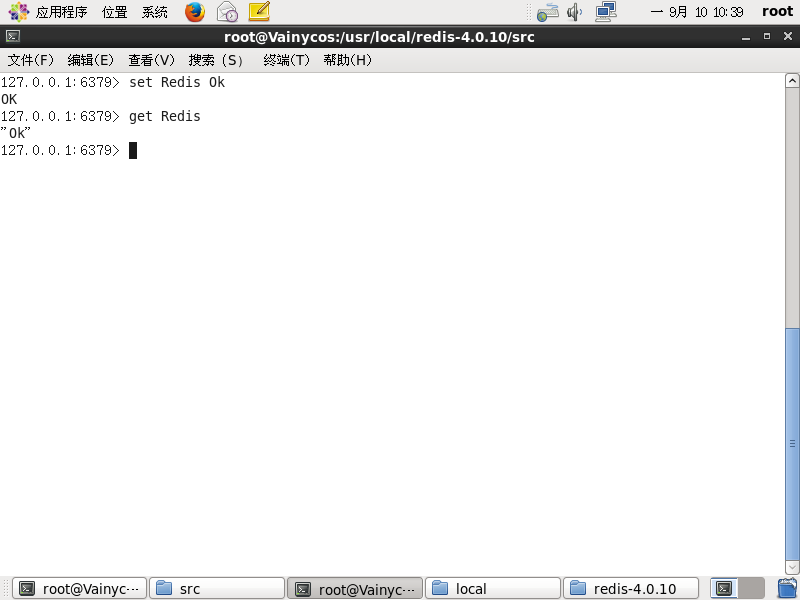 应用程序 位置 系统 一 9月 10 10:39 root
root@Vainycos:/usr/local/redis-4.0.10/src
文件(F) 编辑(E) 查看(V) 搜索 (S) 终端(T) 帮助(H)
127.0.0.1:6379> set Redis Ok
OK
127.0.0.1:6379> get Redis
"Ok"
127.0.0.1:6379>
root@Vainyc··· src root@Vainyc··· local redis-4.0.10